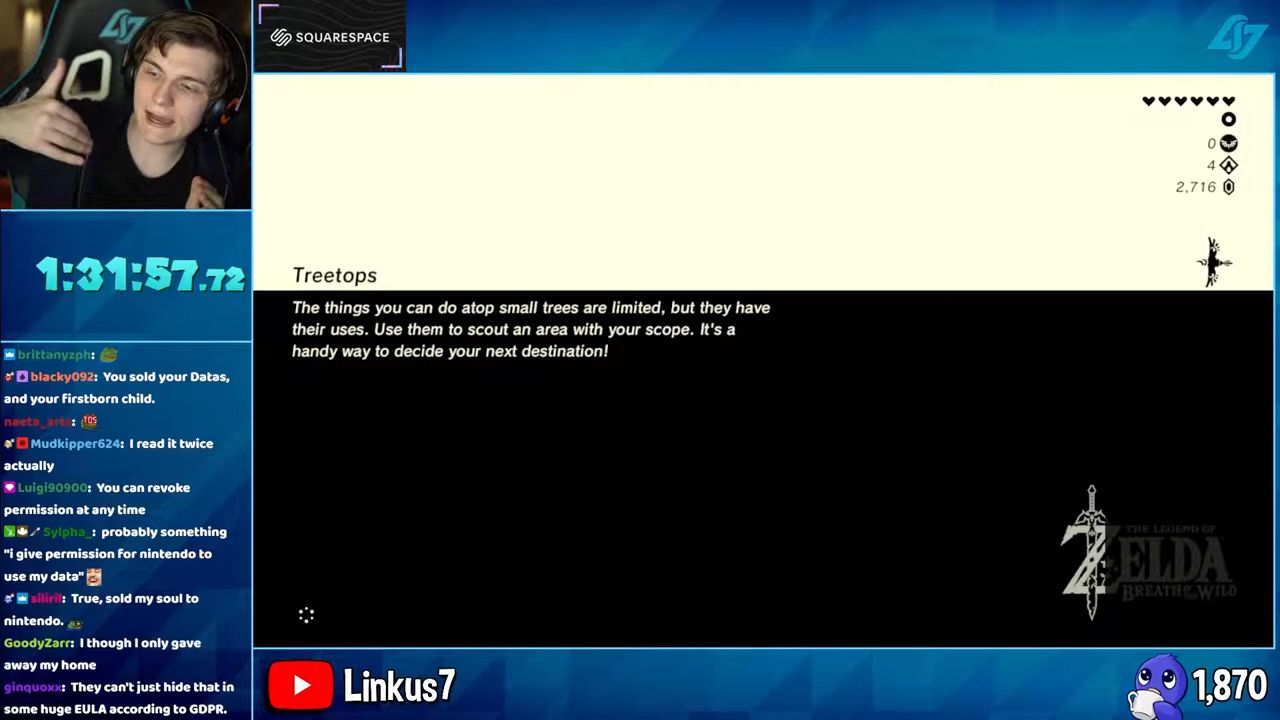 SQUARESPACE
0
4
2,716
Treetops
The things you can do atop small trees are limited, but they have
their uses. Use them to scout an area with your scope. It's a
handy way to decide your next destination!
THE LEGEND OF
ZELDA
BREATH OF THE WILD
1:31:57.72
brittanyzph:
blacky092: You sold your Datas,
and your firstborn child.
naeta_arts: TOS
Mudkipper624: I read it twice
actually
Luigi90900: You can revoke
permission at any time
Sylpha_: probably something
"i give permission for nintendo to
use my data"
siliril: True, sold my soul to
nintendo.
GoodyZarr: I though I only gave
away my home
ginquoxx: They can't just hide that in
some huge EULA according to GDPR.
Linkus7
1,870